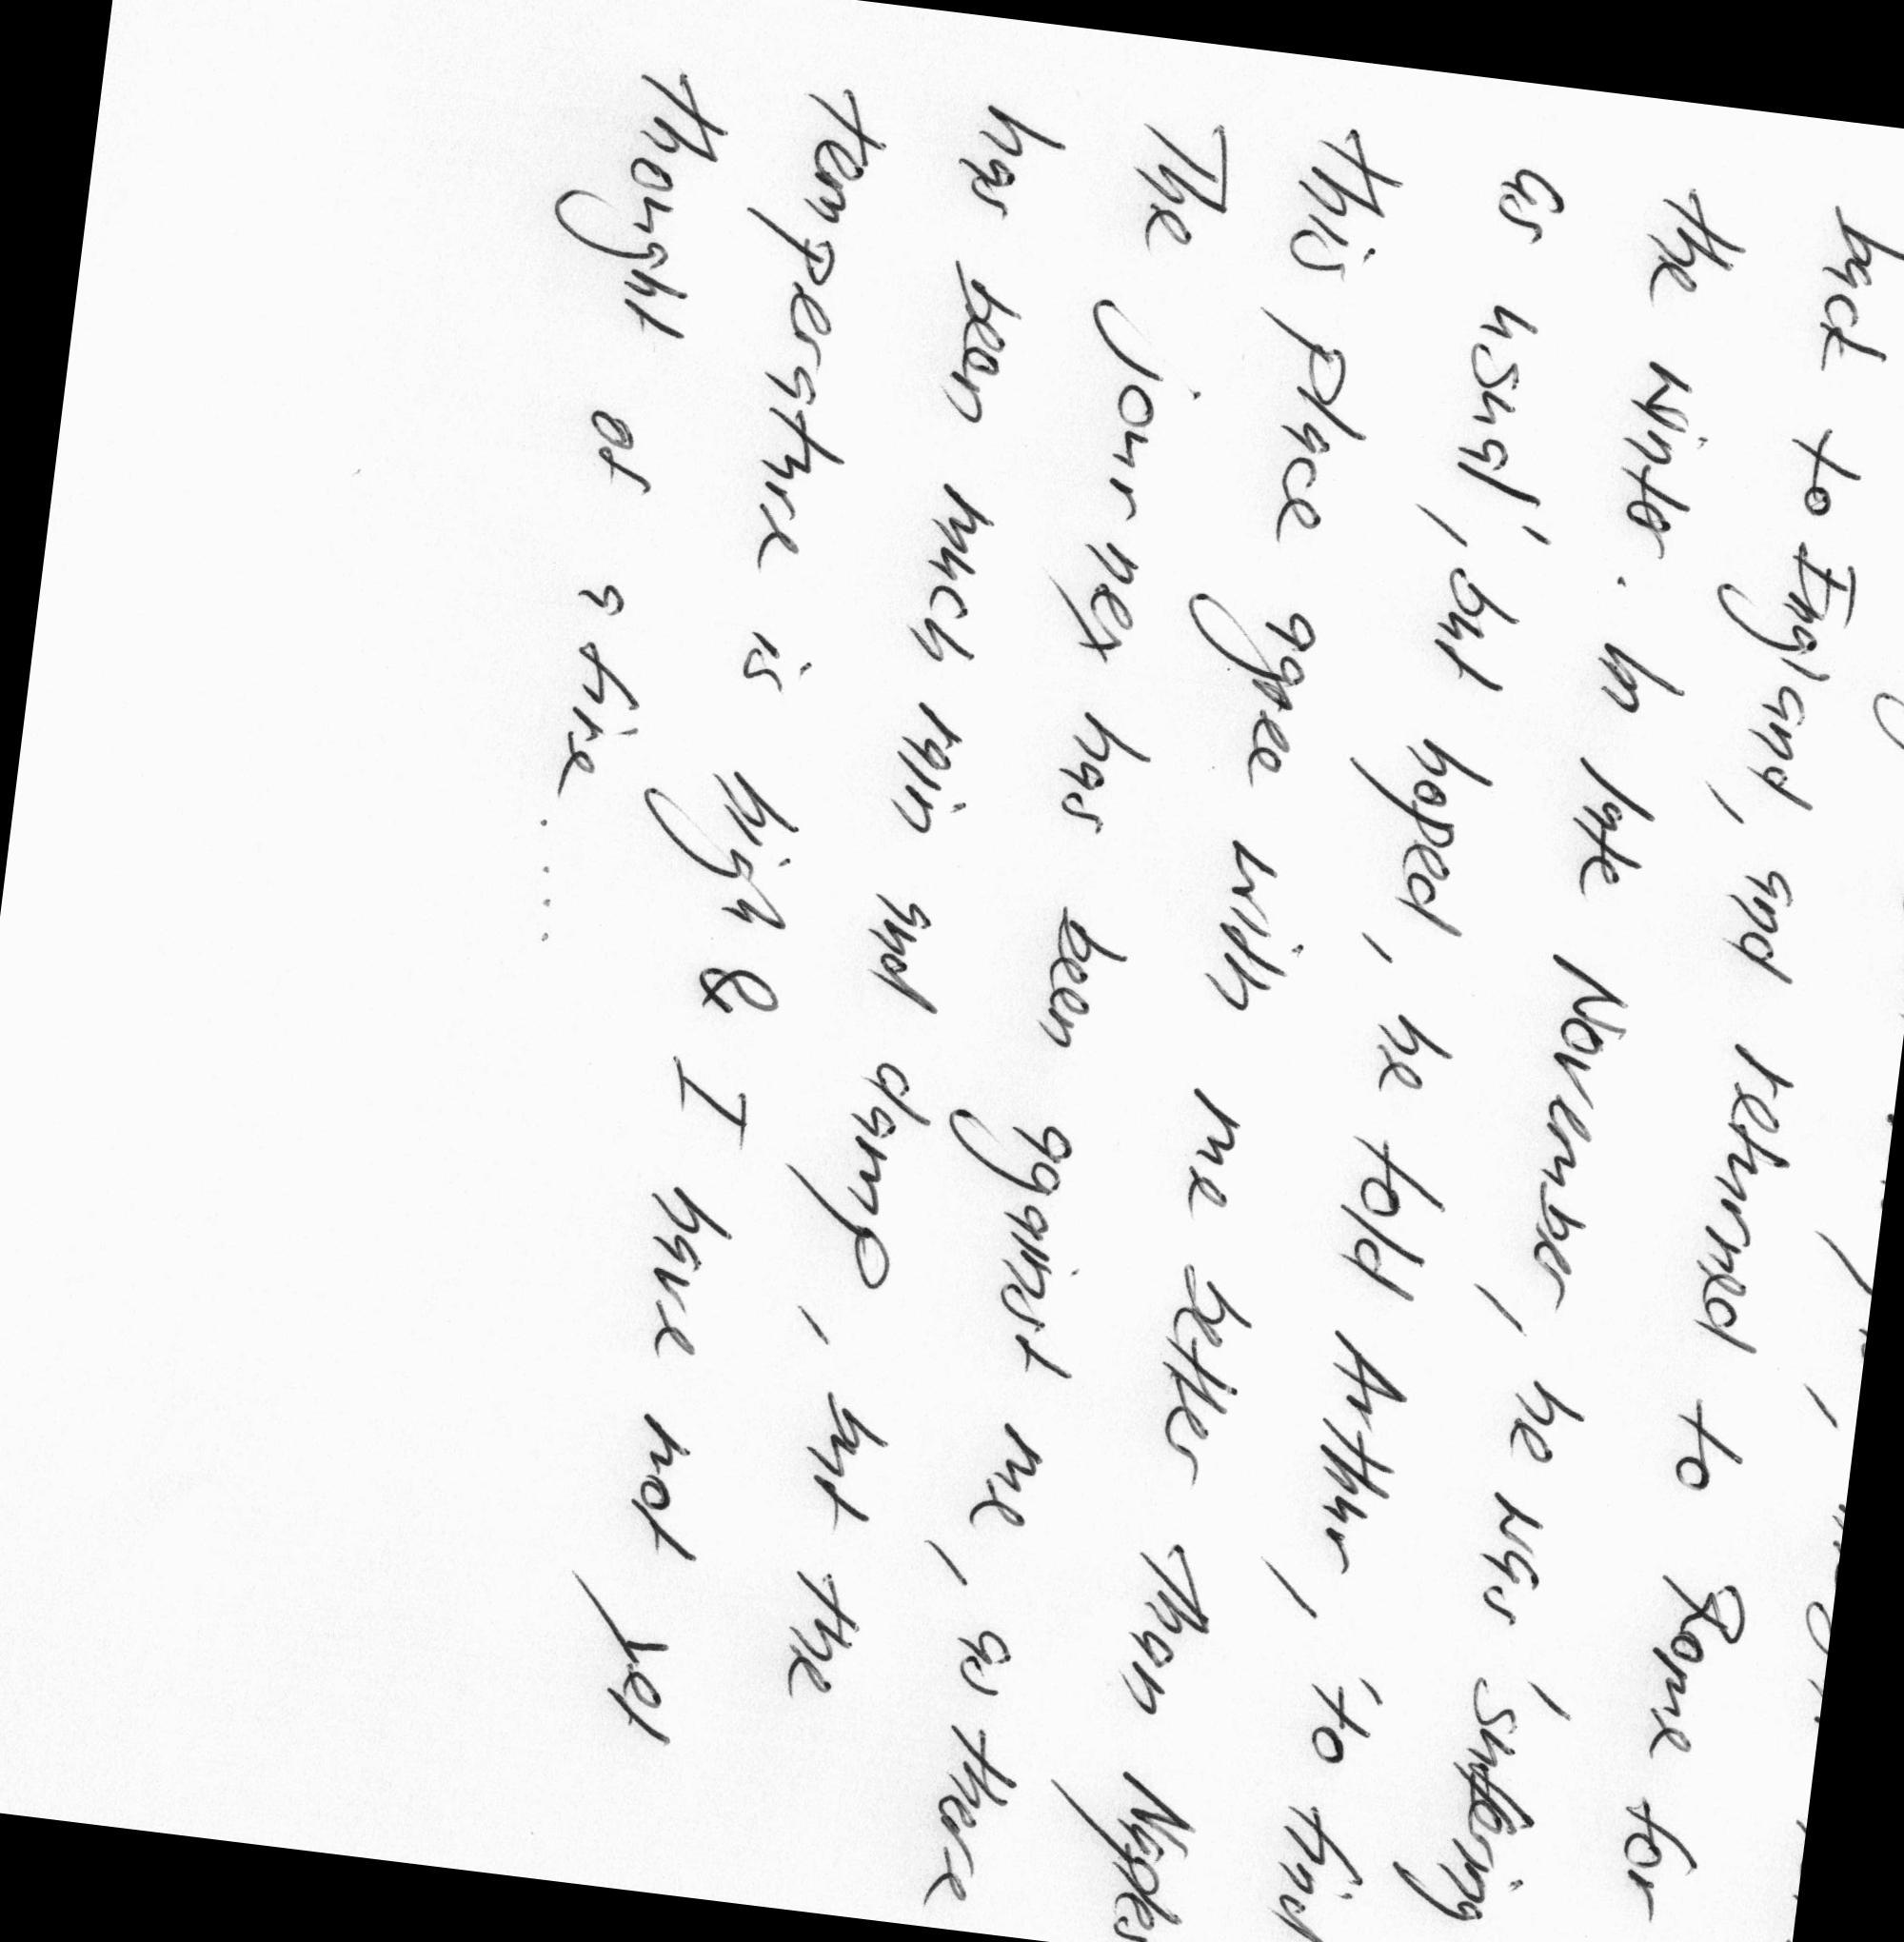 back to England, and returned to Rome for
the winter. In late November, he was 'suffering
as usual', but hoped, he told Arthur, 'to find
this place agree with me better than Naples
The journey has been against me, as there
has been much rain and damp, but the
temperature is high & I have not yet
thought of a fire....